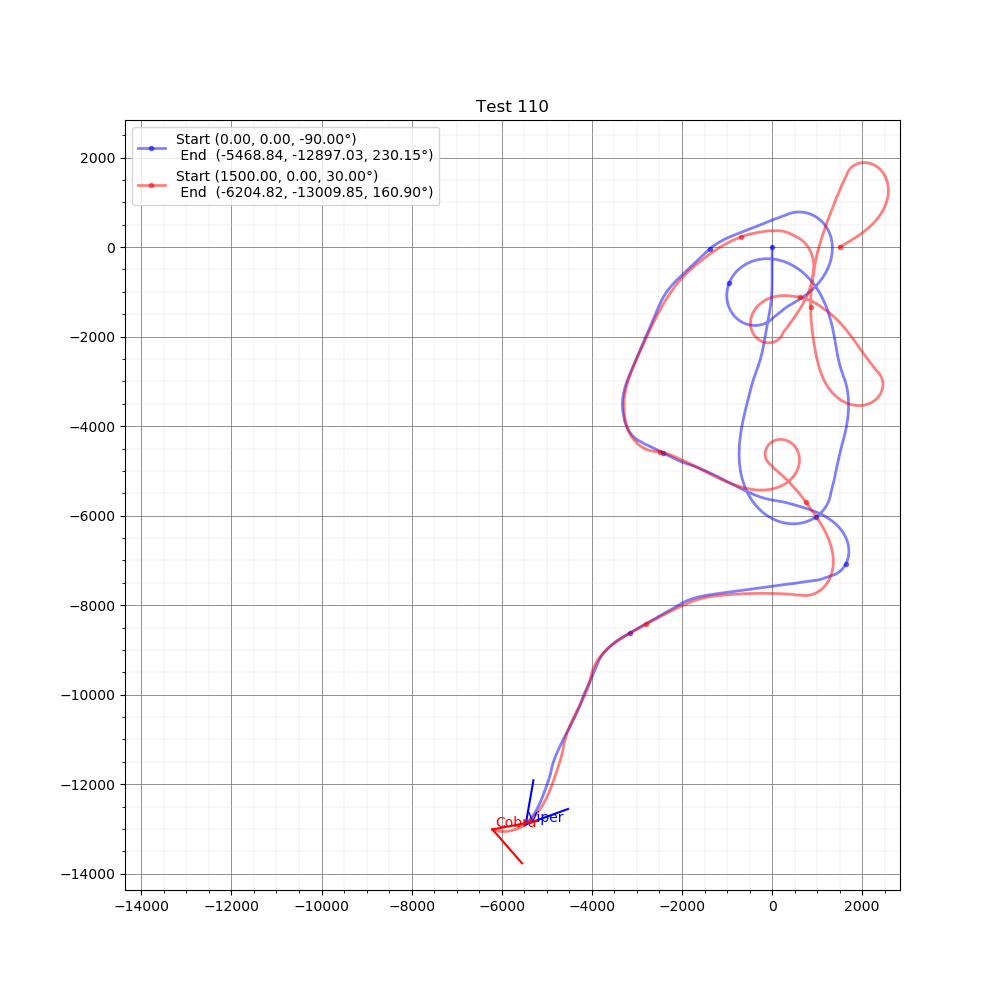 Test 110
Start (0.00, 0.00, -90.00°)
End (-5468.84, -12897.03, 230.15°)
Start (1500.00, 0.00, 30.00°)
End (-6204.82, -13009.85, 160.90°)
2000
0
−2000
−4000
−6000
−8000
−10000
−12000
−14000
Cobra
Viper
−14000 −12000 −10000 −8000 −6000 −4000 −2000 0 2000